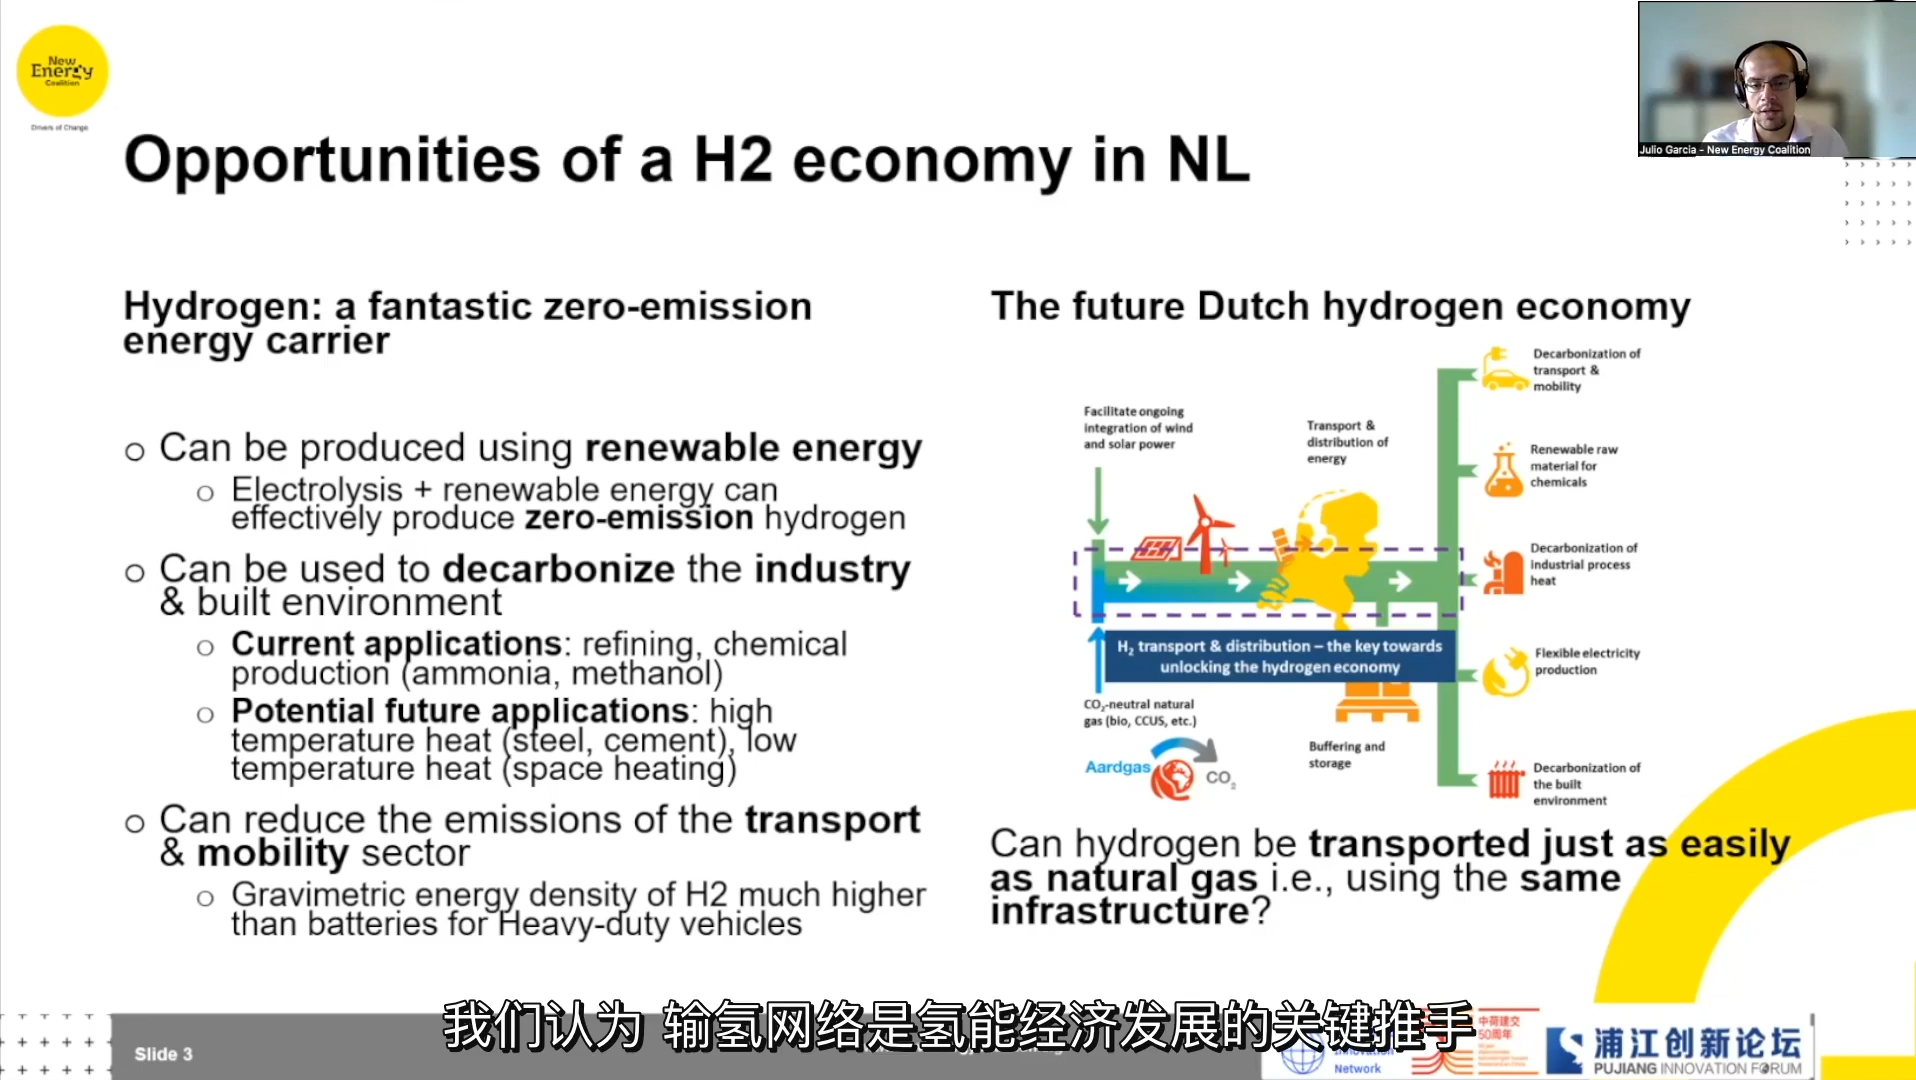 New
Energy
Coalition
Drivers of Change
Julio Garcia - New Energy Coalition
Opportunities of a H2 economy in NL
Hydrogen: a fantastic zero-emission
energy carrier
o Can be produced using renewable energy
o Electrolysis + renewable energy can
effectively produce zero-emission hydrogen
o Can be used to decarbonize the industry
& built environment
o Current applications: refining, chemical
production (ammonia, methanol)
o Potential future applications: high
temperature heat (steel, cement), low
temperature heat (space heating)
o Can reduce the emissions of the transport
& mobility sector
o Gravimetric energy density of H2 much higher
than batteries for Heavy-duty vehicles
The future Dutch hydrogen economy
Facilitate ongoing
integration of wind
and solar power
Transport &
distribution of
energy
Decarbonization of
transport &
mobility
Renewable raw
material for
chemicals
Decarbonization of
industrial process
heat
Flexible electricity
production
Decarbonization of
the built
environment
H₂ transport & distribution – the key towards
unlocking the hydrogen economy
CO₂-neutral natural
gas (bio, CCUS, etc.)
Aardgas
CO₂
Buffering and
storage
Can hydrogen be transported just as easily
as natural gas i.e., using the same
infrastructure?
我们认为 输氢网络是氢能经济发展的关键推手
Slide 3
Innovation
Network
中荷建交
50周年
浦江创新论坛
PUJIANG INNOVATION FORUM